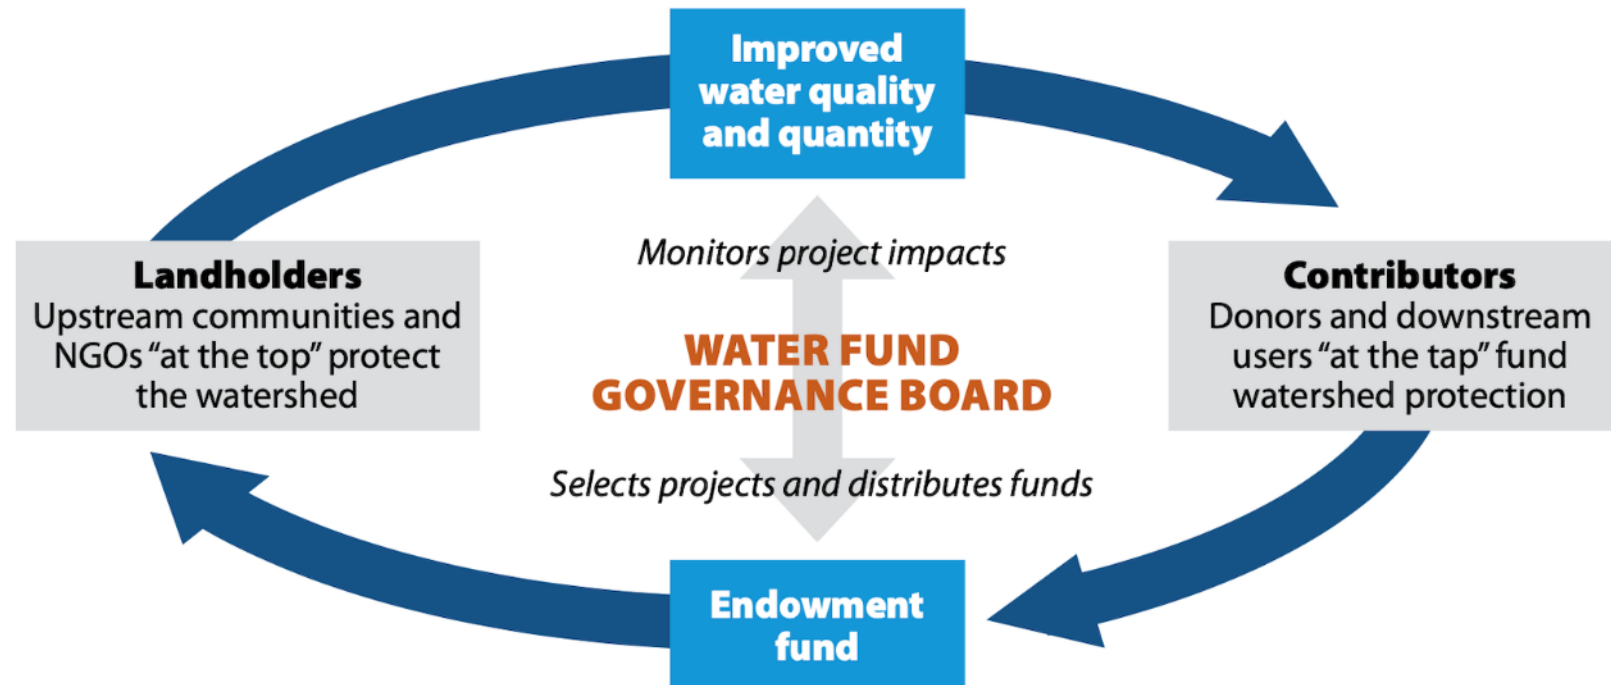 Improved
water quality
and quantity
Landholders
Upstream communities and
NGOs “at the top” protect
the watershed
Monitors project impacts
WATER FUND
GOVERNANCE BOARD
Selects projects and distributes funds
Contributors
Donors and downstream
users “at the tap” fund
watershed protection
Endowment
fund